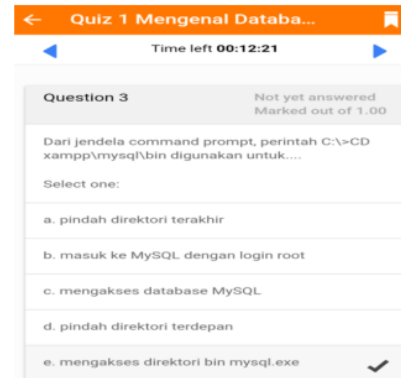 Quiz 1 Mengenal Databa...
Time left 00:12:21
Question 3
Not yet answered
Marked out of 1.00
Dari jendela command prompt, perintah C:\>CD
xampp\mysql\bin digunakan untuk....
Select one:
a. pindah direktori terakhir
b. masuk ke MySQL dengan login root
c. mengakses database MySQL
d. pindah direktori terdepan
e. mengakses direktori bin mysql.exe